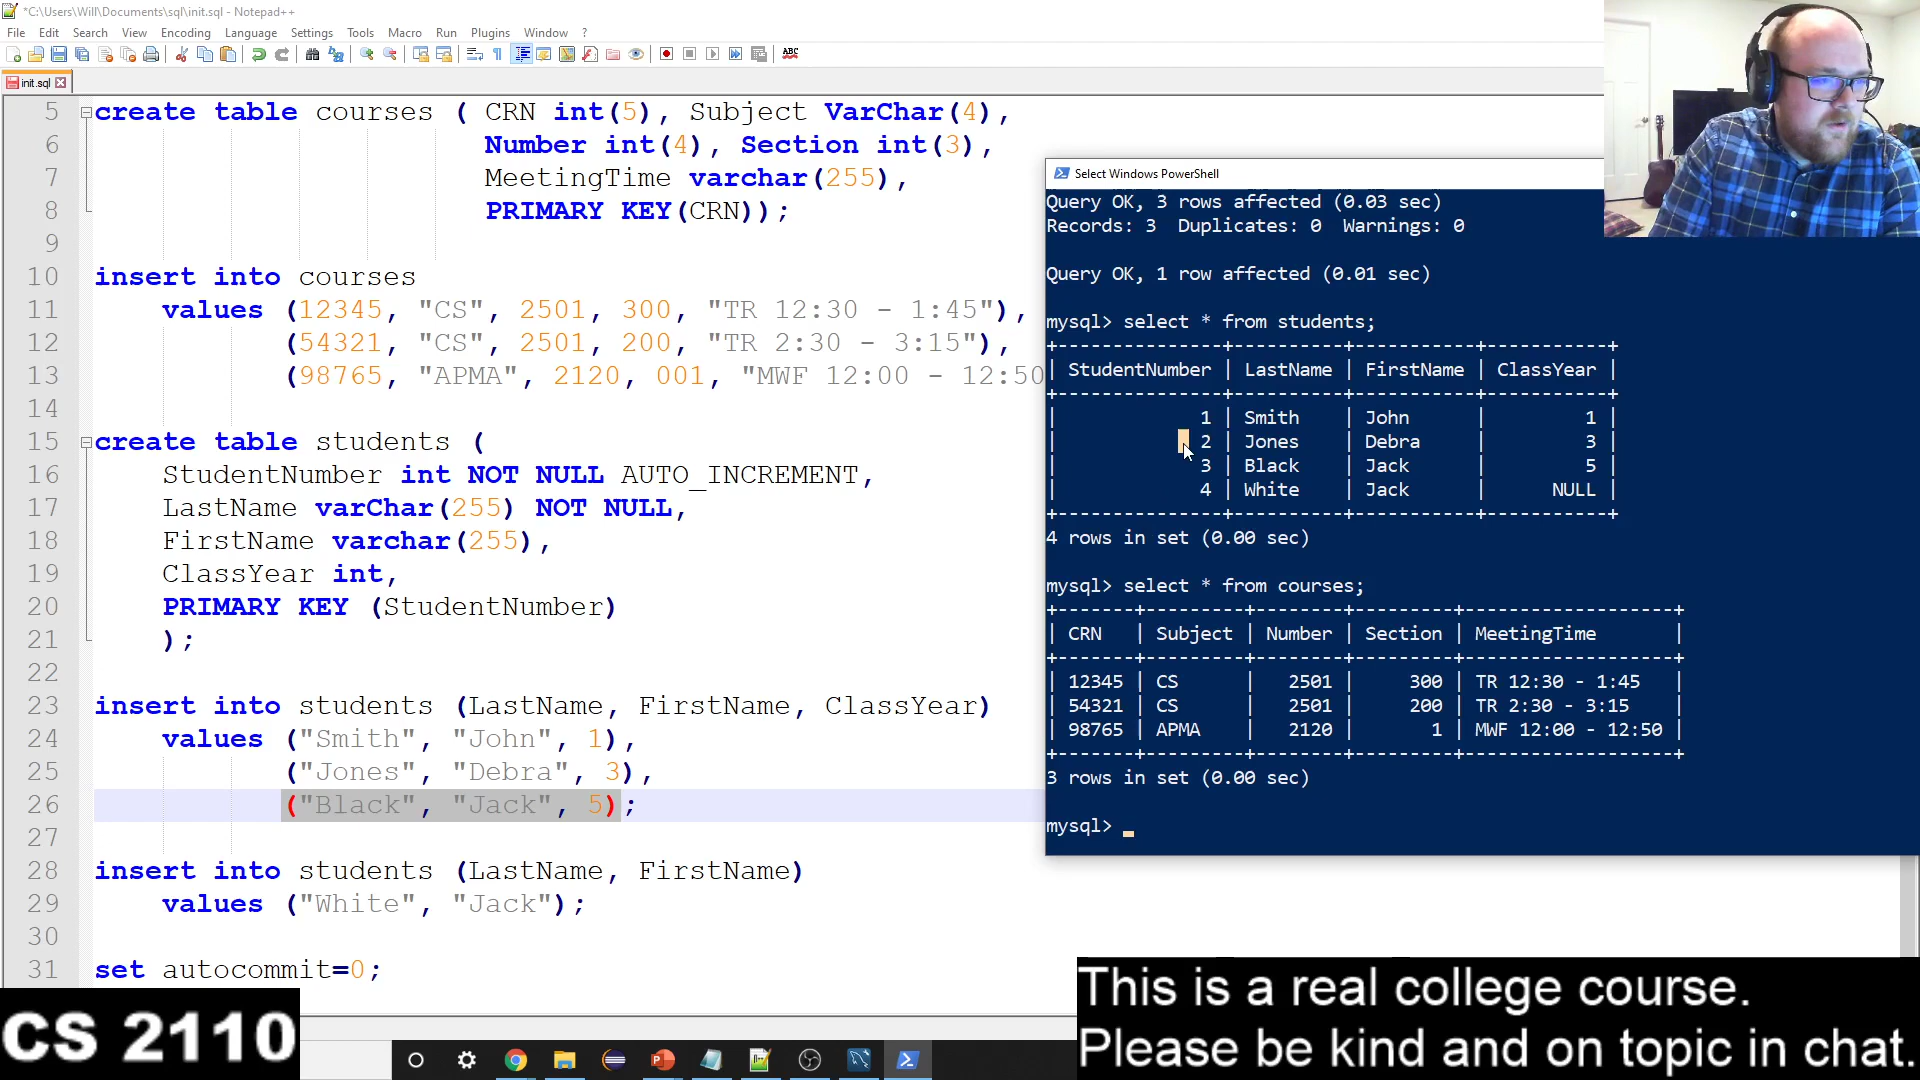 *C:\Users\Will\Documents\sql\init.sql - Notepad++
File Edit Search View Encoding Language Settings Tools Macro Run Plugins Window ?
ABC
init.sql
5 create table courses ( CRN int(5), Subject VarChar(4),
6 Number int(4), Section int(3),
7 MeetingTime varchar(255),
8 PRIMARY KEY(CRN));
9
10 insert into courses
11 values (12345, "CS", 2501, 300, "TR 12:30 - 1:45"),
12 (54321, "CS", 2501, 200, "TR 2:30 - 3:15"),
13 (98765, "APMA", 2120, 001, "MWF 12:00 - 12:50
14
15 create table students (
16 StudentNumber int NOT NULL AUTO_INCREMENT,
17 LastName varChar(255) NOT NULL,
18 FirstName varchar(255),
19 ClassYear int,
20 PRIMARY KEY (StudentNumber)
21 );
22
23 insert into students (LastName, FirstName, ClassYear)
24 values ("Smith", "John", 1),
25 ("Jones", "Debra", 3),
26 ("Black", "Jack", 5);
27
28 insert into students (LastName, FirstName)
29 values ("White", "Jack");
30
31 set autocommit=0;
Select Windows PowerShell
Query OK, 3 rows affected (0.03 sec)
Records: 3 Duplicates: 0 Warnings: 0
Query OK, 1 row affected (0.01 sec)
mysql> select * from students;
+---------------+----------+-----------+-----------+
| StudentNumber | LastName | FirstName | ClassYear |
+---------------+----------+-----------+-----------+
| 1 | Smith | John | 1 |
| 2 | Jones | Debra | 3 |
| 3 | Black | Jack | 5 |
| 4 | White | Jack | NULL |
+---------------+----------+-----------+-----------+
4 rows in set (0.00 sec)
mysql> select * from courses;
+-------+---------+--------+---------+-------------------+
| CRN | Subject | Number | Section | MeetingTime |
+-------+---------+--------+---------+-------------------+
| 12345 | CS | 2501 | 300 | TR 12:30 - 1:45 |
| 54321 | CS | 2501 | 200 | TR 2:30 - 3:15 |
| 98765 | APMA | 2120 | 1 | MWF 12:00 - 12:50 |
+-------+---------+--------+---------+-------------------+
3 rows in set (0.00 sec)
mysql>
CS 2110
This is a real college course.
Please be kind and on topic in chat.